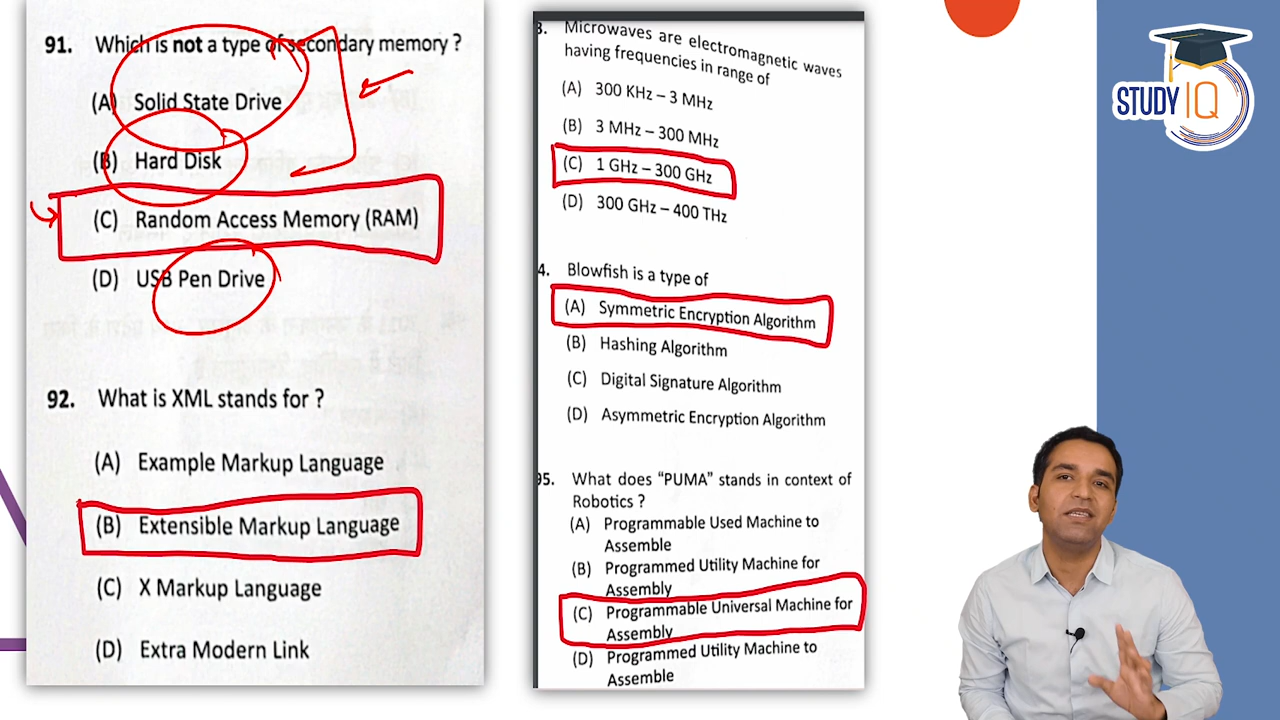 91. Which is not a type of secondary memory ?
(A) Solid State Drive
(B) Hard Disk
(C) Random Access Memory (RAM)
(D) USB Pen Drive
92. What is XML stands for ?
(A) Example Markup Language
(B) Extensible Markup Language
(C) X Markup Language
(D) Extra Modern Link
3. Microwaves are electromagnetic waves
having frequencies in range of
(A) 300 KHz – 3 MHz
(B) 3 MHz – 300 MHz
(C) 1 GHz – 300 GHz
(D) 300 GHz – 400 THz
4. Blowfish is a type of
(A) Symmetric Encryption Algorithm
(B) Hashing Algorithm
(C) Digital Signature Algorithm
(D) Asymmetric Encryption Algorithm
95. What does “PUMA” stands in context of
Robotics ?
(A) Programmable Used Machine to
Assemble
(B) Programmed Utility Machine for
Assembly
(C) Programmable Universal Machine for
Assembly
(D) Programmed Utility Machine to
Assemble
STUDY IQ